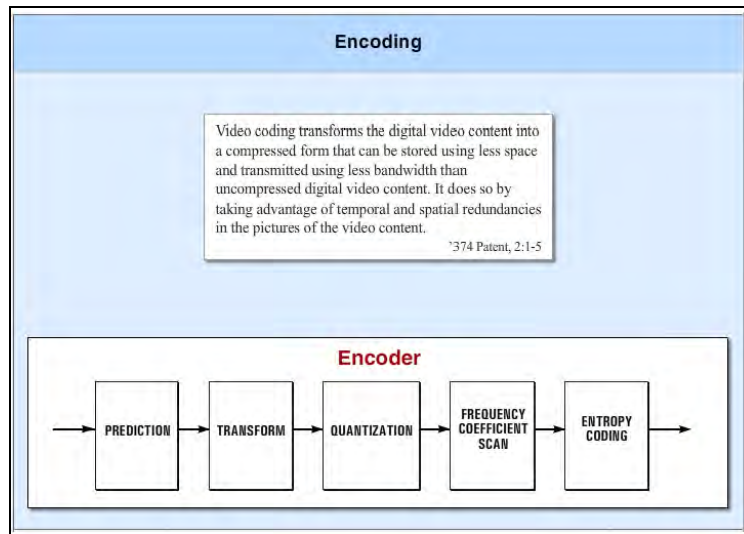 Encoding
Video coding transforms the digital video content into
a compressed form that can be stored using less space
and transmitted using less bandwidth than
uncompressed digital video content. It does so by
taking advantage of temporal and spatial redundancies
in the pictures of the video content.
`374 Patent, 2:1-5
Encoder
PREDICTION
TRANSFORM
QUANTIZATION
FREQUENCY
COEFFICIENT
SCAN
ENTROPY
CODING